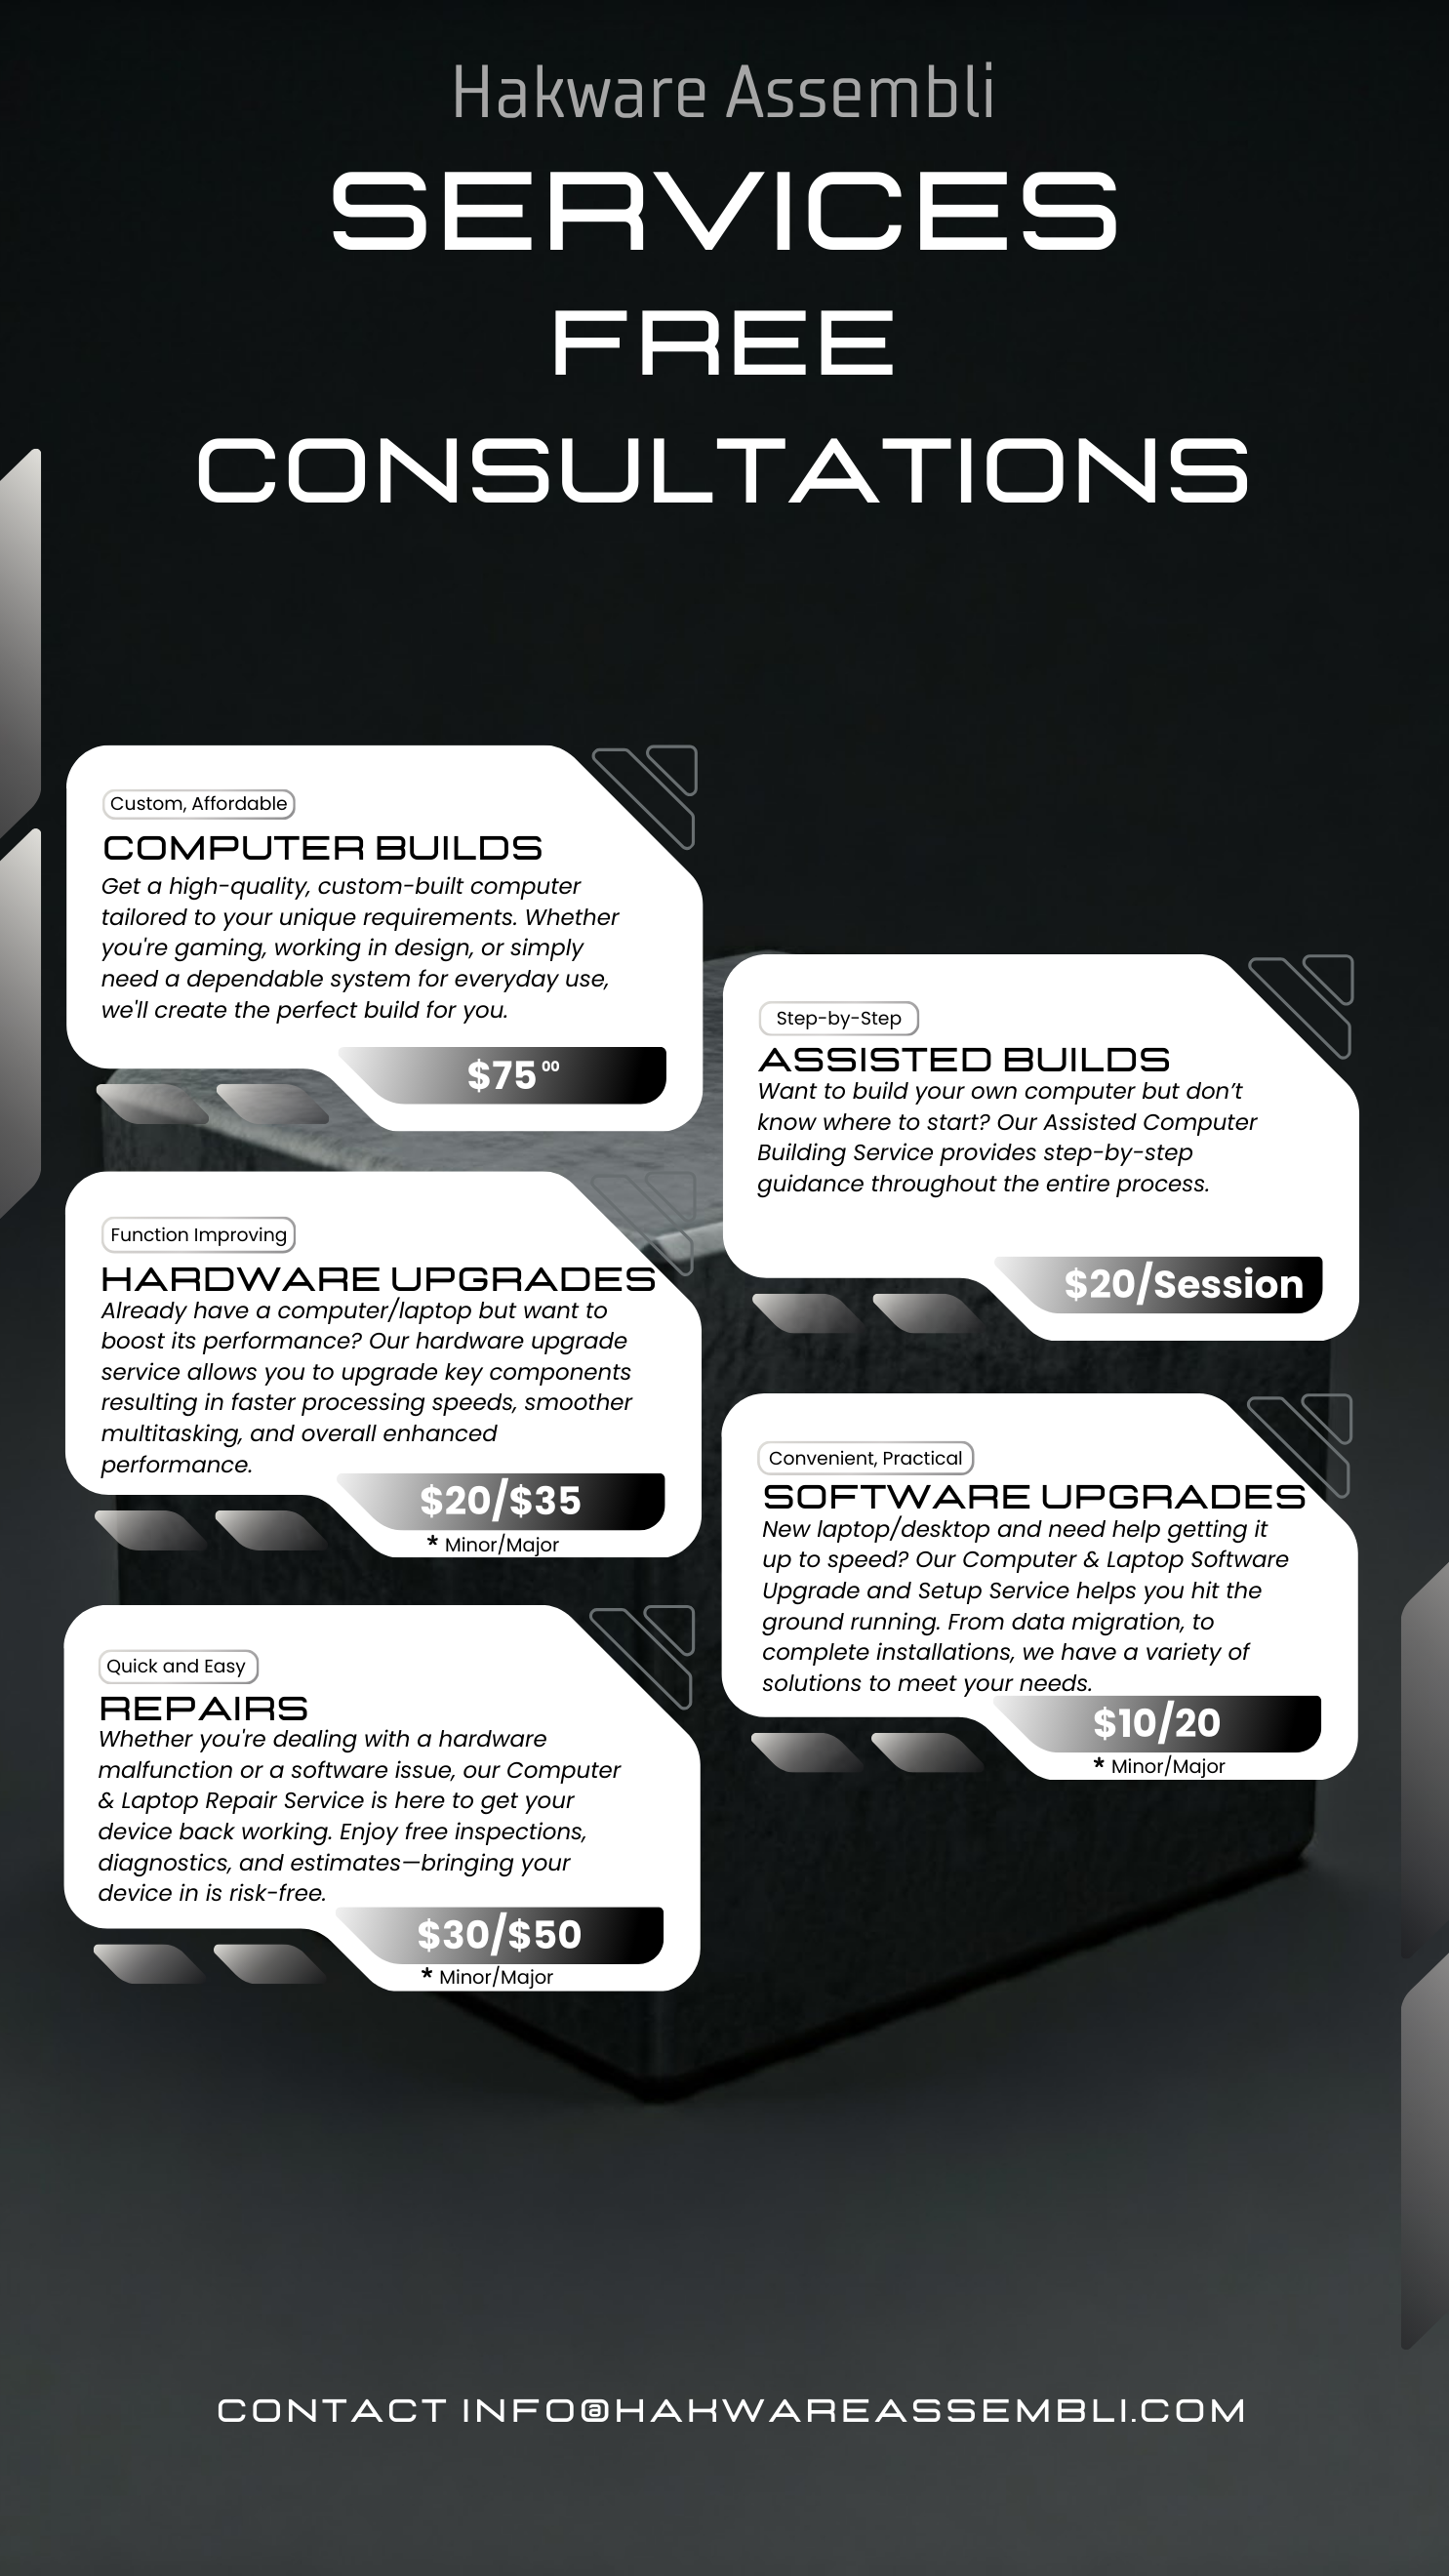 Hakware Assembli
SERVICES
FREE
CONSULTATIONS
Custom, Affordable
COMPUTER BUILDS
Get a high-quality, custom-built computer
tailored to your unique requirements. Whether
you're gaming, working in design, or simply
need a dependable system for everyday use,
we'll create the perfect build for you.
$75 00
Step-by-Step
ASSISTED BUILDS
Want to build your own computer but don’t
know where to start? Our Assisted Computer
Building Service provides step-by-step
guidance throughout the entire process.
$20/Session
Function Improving
HARDWARE UPGRADES
Already have a computer/laptop but want to
boost its performance? Our hardware upgrade
service allows you to upgrade key components
resulting in faster processing speeds, smoother
multitasking, and overall enhanced
performance.
$20/$35
* Minor/Major
Convenient, Practical
SOFTWARE UPGRADES
New laptop/desktop and need help getting it
up to speed? Our Computer & Laptop Software
Upgrade and Setup Service helps you hit the
ground running. From data migration, to
complete installations, we have a variety of
solutions to meet your needs.
$10/20
* Minor/Major
Quick and Easy
REPAIRS
Whether you're dealing with a hardware
malfunction or a software issue, our Computer
& Laptop Repair Service is here to get your
device back working. Enjoy free inspections,
diagnostics, and estimates—bringing your
device in is risk-free.
$30/$50
* Minor/Major
CONTACT INFO@HAKWAREASSEMBLI.COM